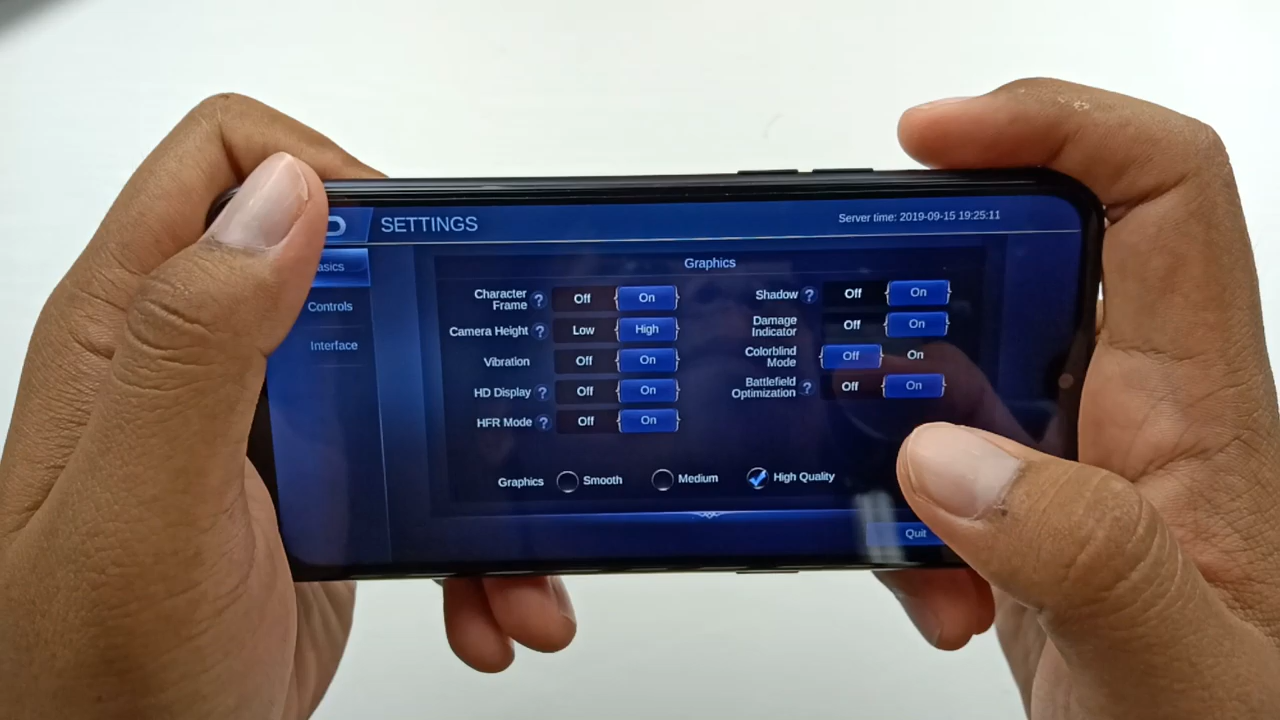 SETTINGS
Server time: 2019-09-15 19:25:11
Controls
Interface
Graphics
Character
Frame ? Off On
Camera Height ? Low High
Vibration Off On
HD Display ? Off On
HFR Mode ? Off On
Shadow ? Off On
Damage
Indicator Off On
Colorblind
Mode Off On
Battlefield
Optimization ? Off On
Graphics Smooth Medium High Quality
Quit